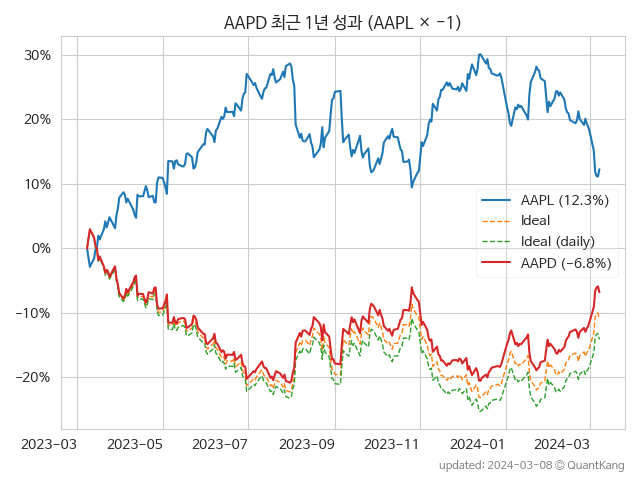 AAPD 최근 1년 성과 (AAPL × −1)
30%
20%
10%
0%
−10%
−20%
AAPL (12.3%)
Ideal
Ideal (daily)
AAPD (−6.8%)
2023-03 2023-05 2023-07 2023-09 2023-11 2024-01 2024-03
updated: 2024-03-08 © QuantKang